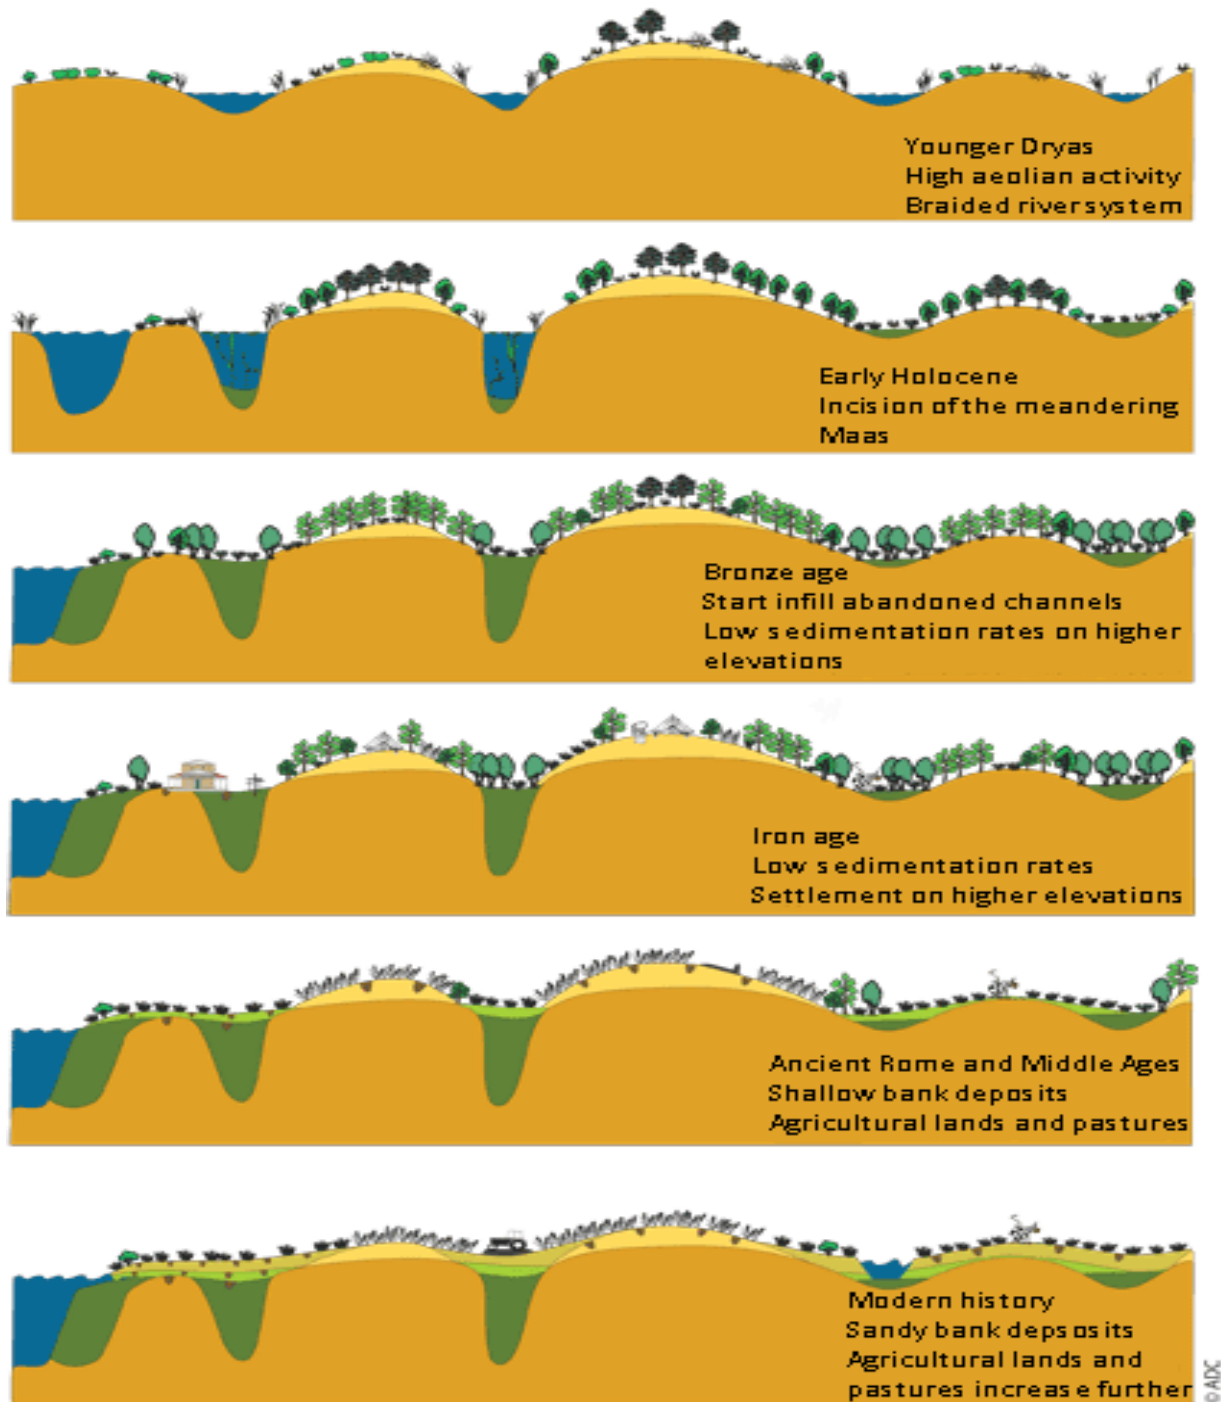 Younger Dryas
High aeolian activity
Braided river system
Early Holocene
Incision of the meandering
Maas
Bronze age
Start infill abandoned channels
Low sedimentation rates on higher
elevations
Iron age
Low sedimentation rates
Settlement on higher elevations
Ancient Rome and Middle Ages
Shallow bank deposits
Agricultural lands and pastures
Modern history
Sandy bank depsosits
Agricultural lands and
pastures increase further
© ADC